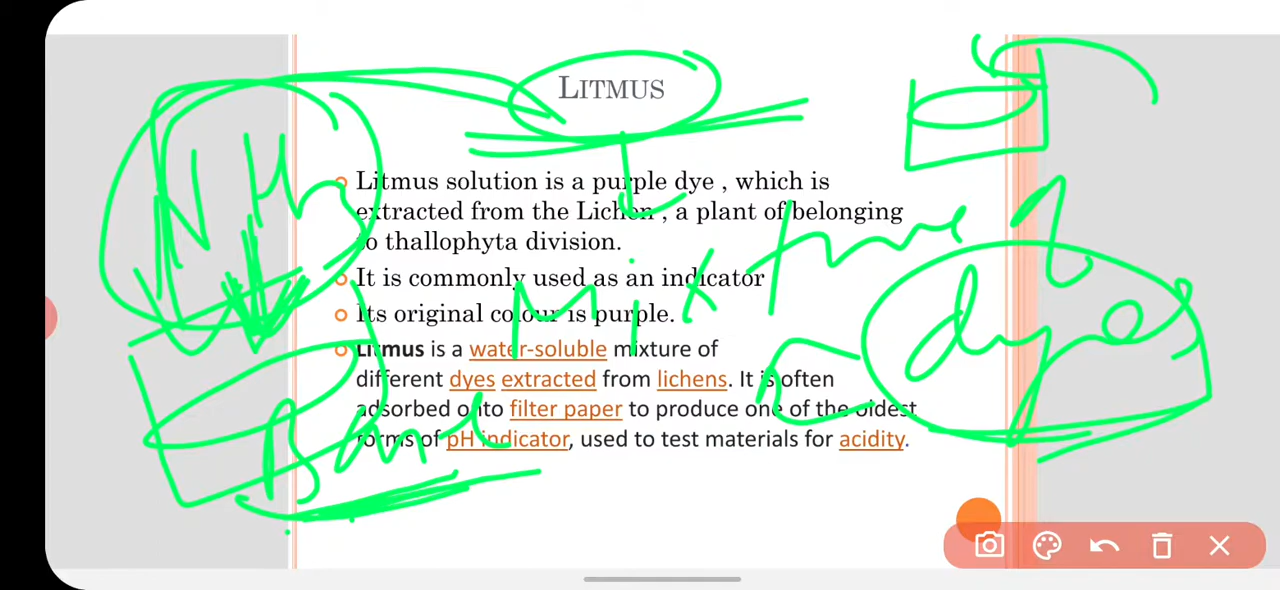 LITMUS
Litmus solution is a purple dye , which is
extracted from the Lichen , a plant of belonging
to thallophyta division.
It is commonly used as an indicator
Its original colour is purple.
Litmus is a water-soluble mixture of
different dyes extracted from lichens. It is often
adsorbed onto filter paper to produce one of the oldest
forms of pH indicator, used to test materials for acidity.
Mixture
dyes
Base